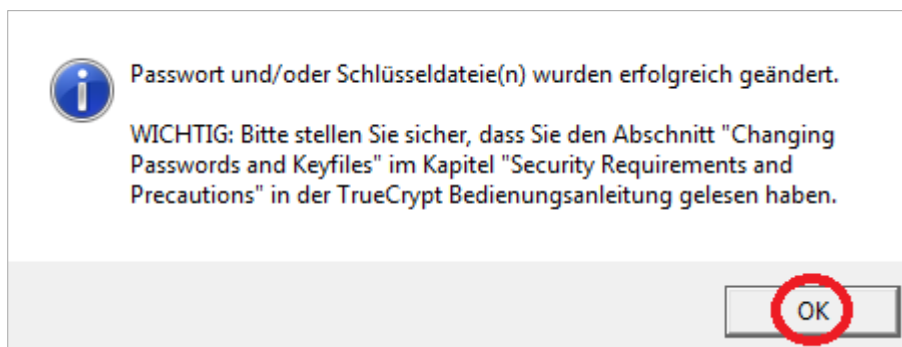 Passwort und/oder Schlüsseldateie(n) wurden erfolgreich geändert.
WICHTIG: Bitte stellen Sie sicher, dass Sie den Abschnitt "Changing
Passwords and Keyfiles" im Kapitel "Security Requirements and
Precautions" in der TrueCrypt Bedienungsanleitung gelesen haben.
OK